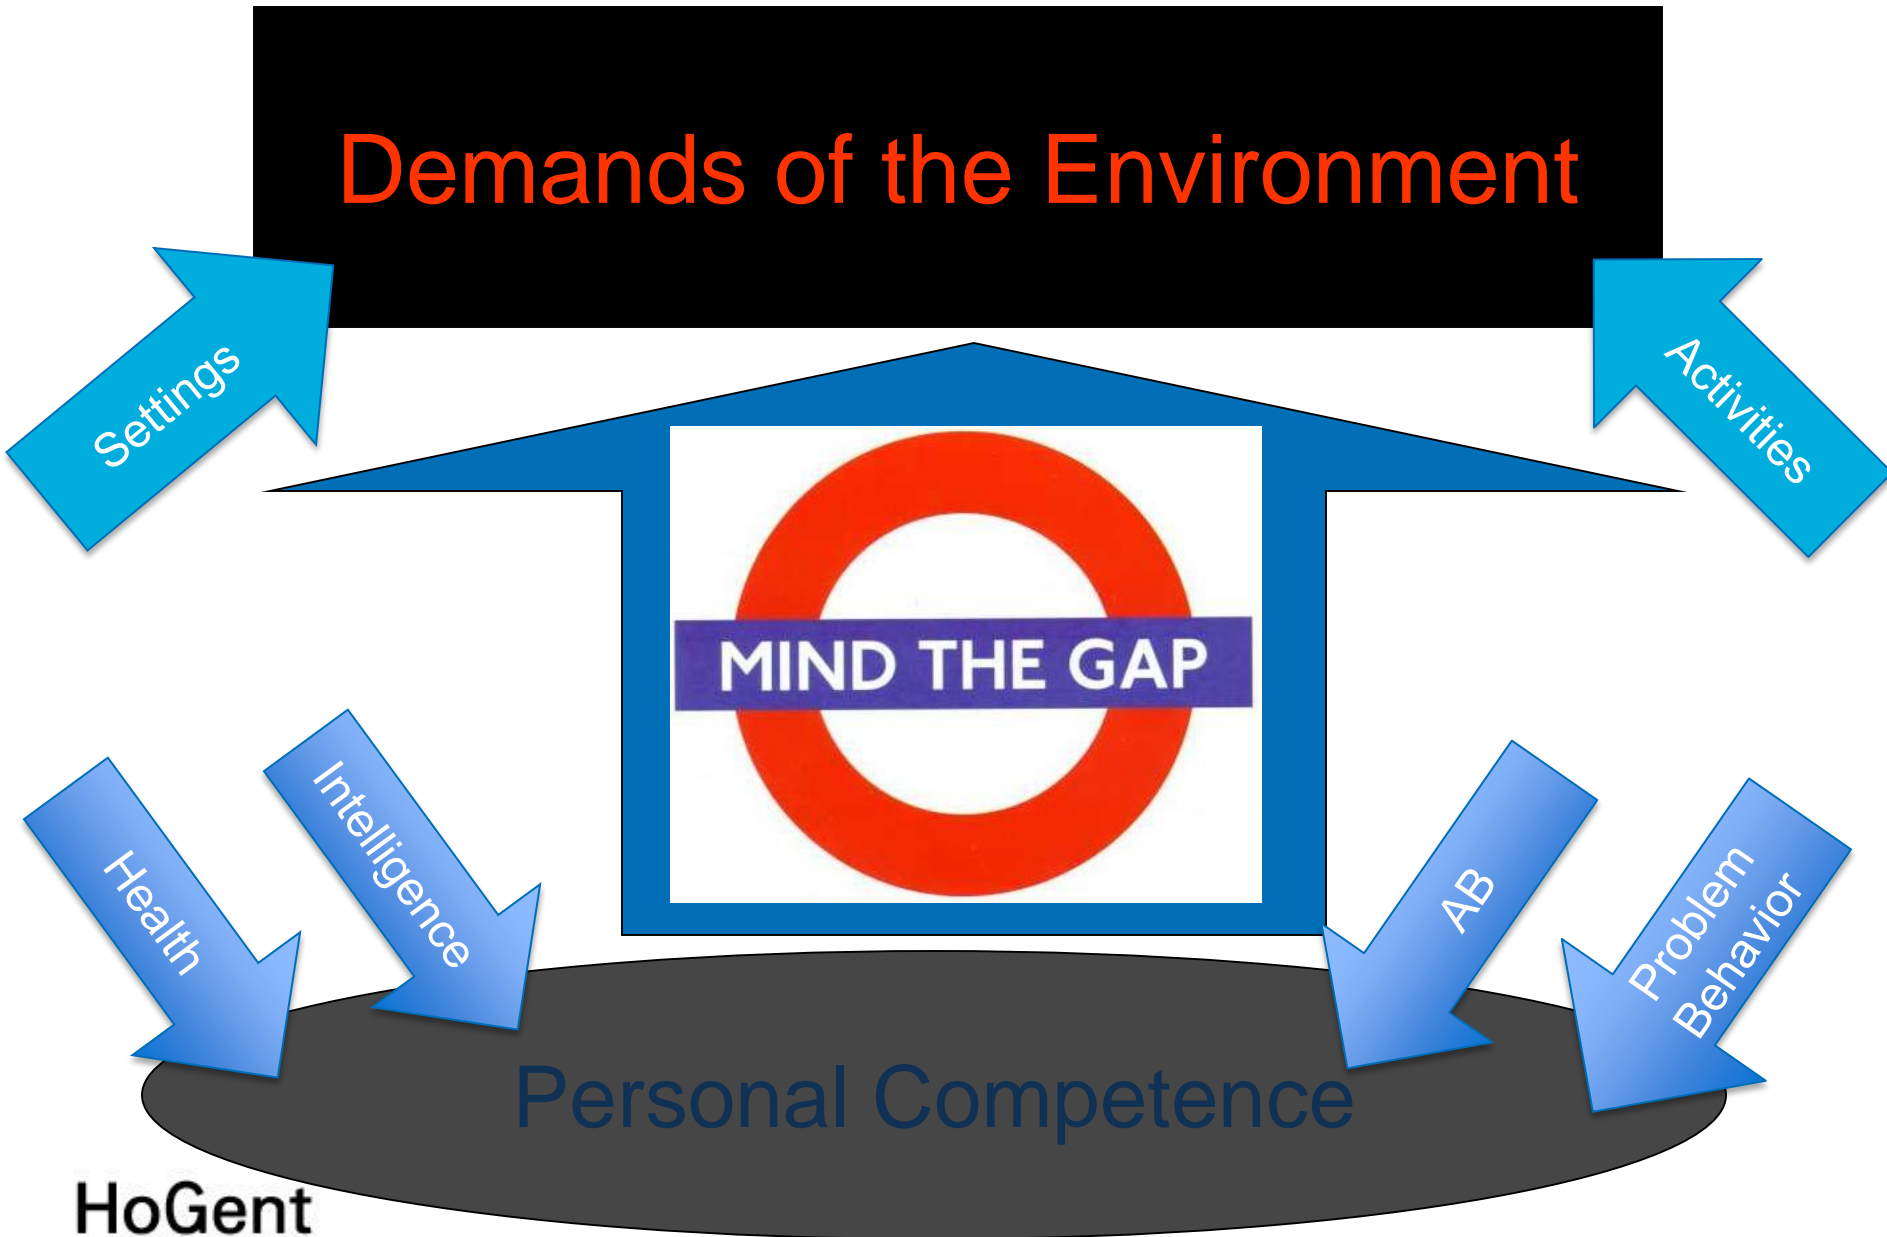 Demands of the Environment
Settings
Activities
MIND THE GAP
Health
Intelligence
AB
Problem
Behavior
Personal Competence
HoGent